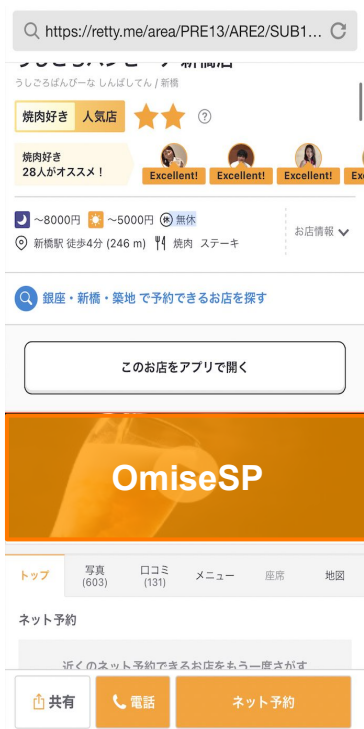 https://retty.me/area/PRE13/ARE2/SUB1...
うしごろばんびーな しんばしてん / 新橋
焼肉好き 人気店
?
焼肉好き
28人がオススメ！
Excellent! Excellent! Excellent! Ex
～8000円 ～5000円 休 無休
新橋駅 徒歩4分 (246 m) 焼肉 ステーキ
お店情報
銀座・新橋・築地 で予約できるお店を探す
このお店をアプリで開く
OmiseSP
トップ 写真 (603) 口コミ (131) メニュー 座席 地図
ネット予約
近くのネット予約できるお店をもう一度さがす
共有 電話 ネット予約